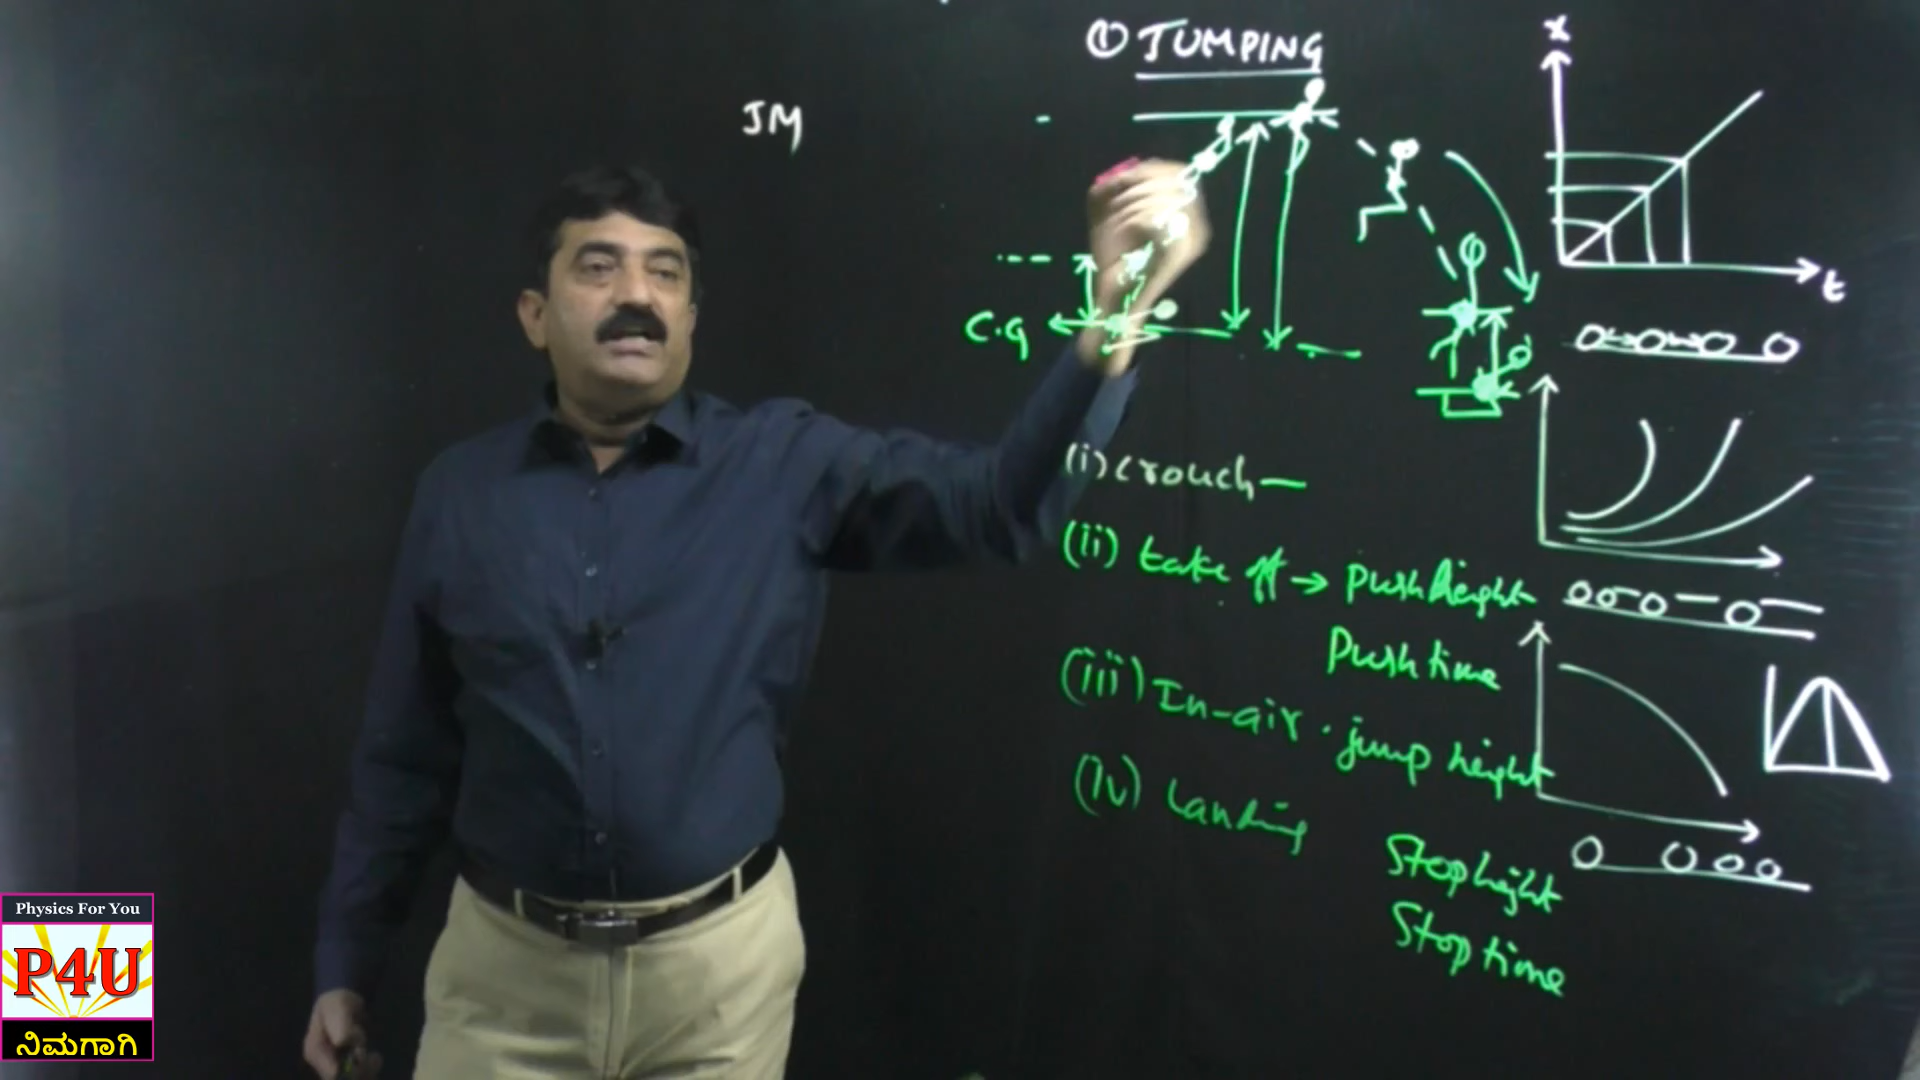 ① JUMPING
JM
x
t
C.G
(i) crouch —
(ii) take off → Push height
Push time
(iii) In-air . jump height
(iv) Landing
Stop height
Stop time
Physics For You
P4U
ನಿಮಗಾಗಿ